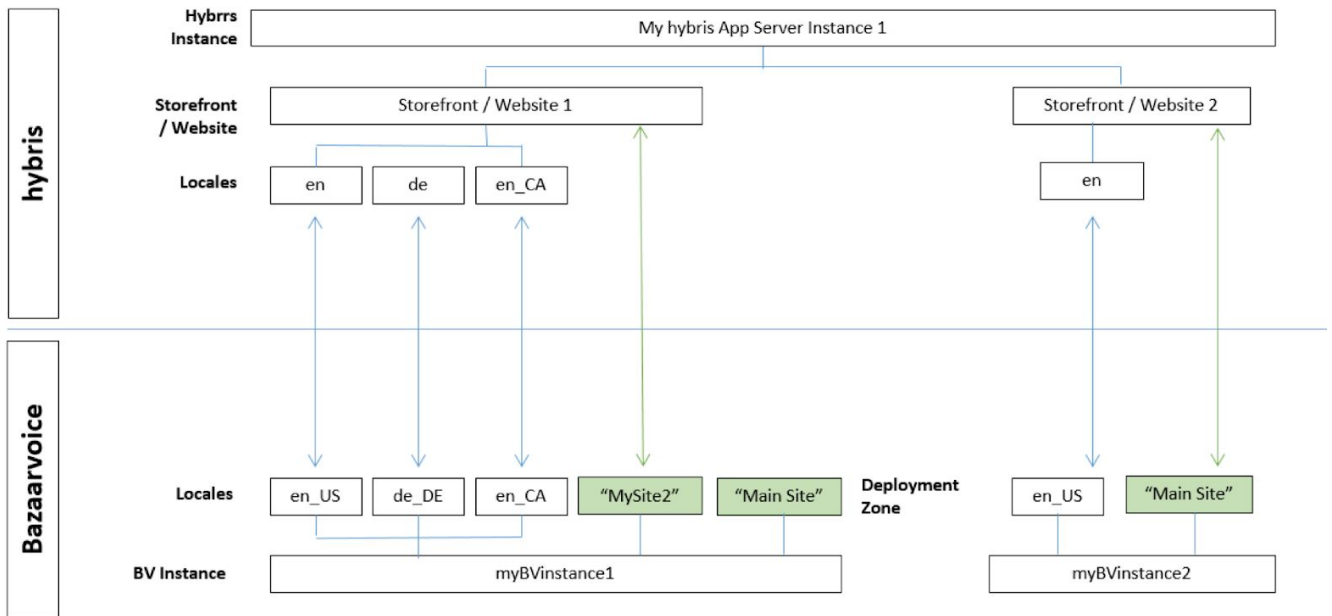 hybris
Hybrrs
Instance
My hybris App Server Instance 1
Storefront
/ Website
Storefront / Website 1
Storefront / Website 2
Locales
en
de
en_CA
en
Bazaarvoice
Locales
en_US
de_DE
en_CA
“MySite2”
“Main Site”
Deployment
Zone
en_US
“Main Site”
BV Instance
myBVinstance1
myBVinstance2